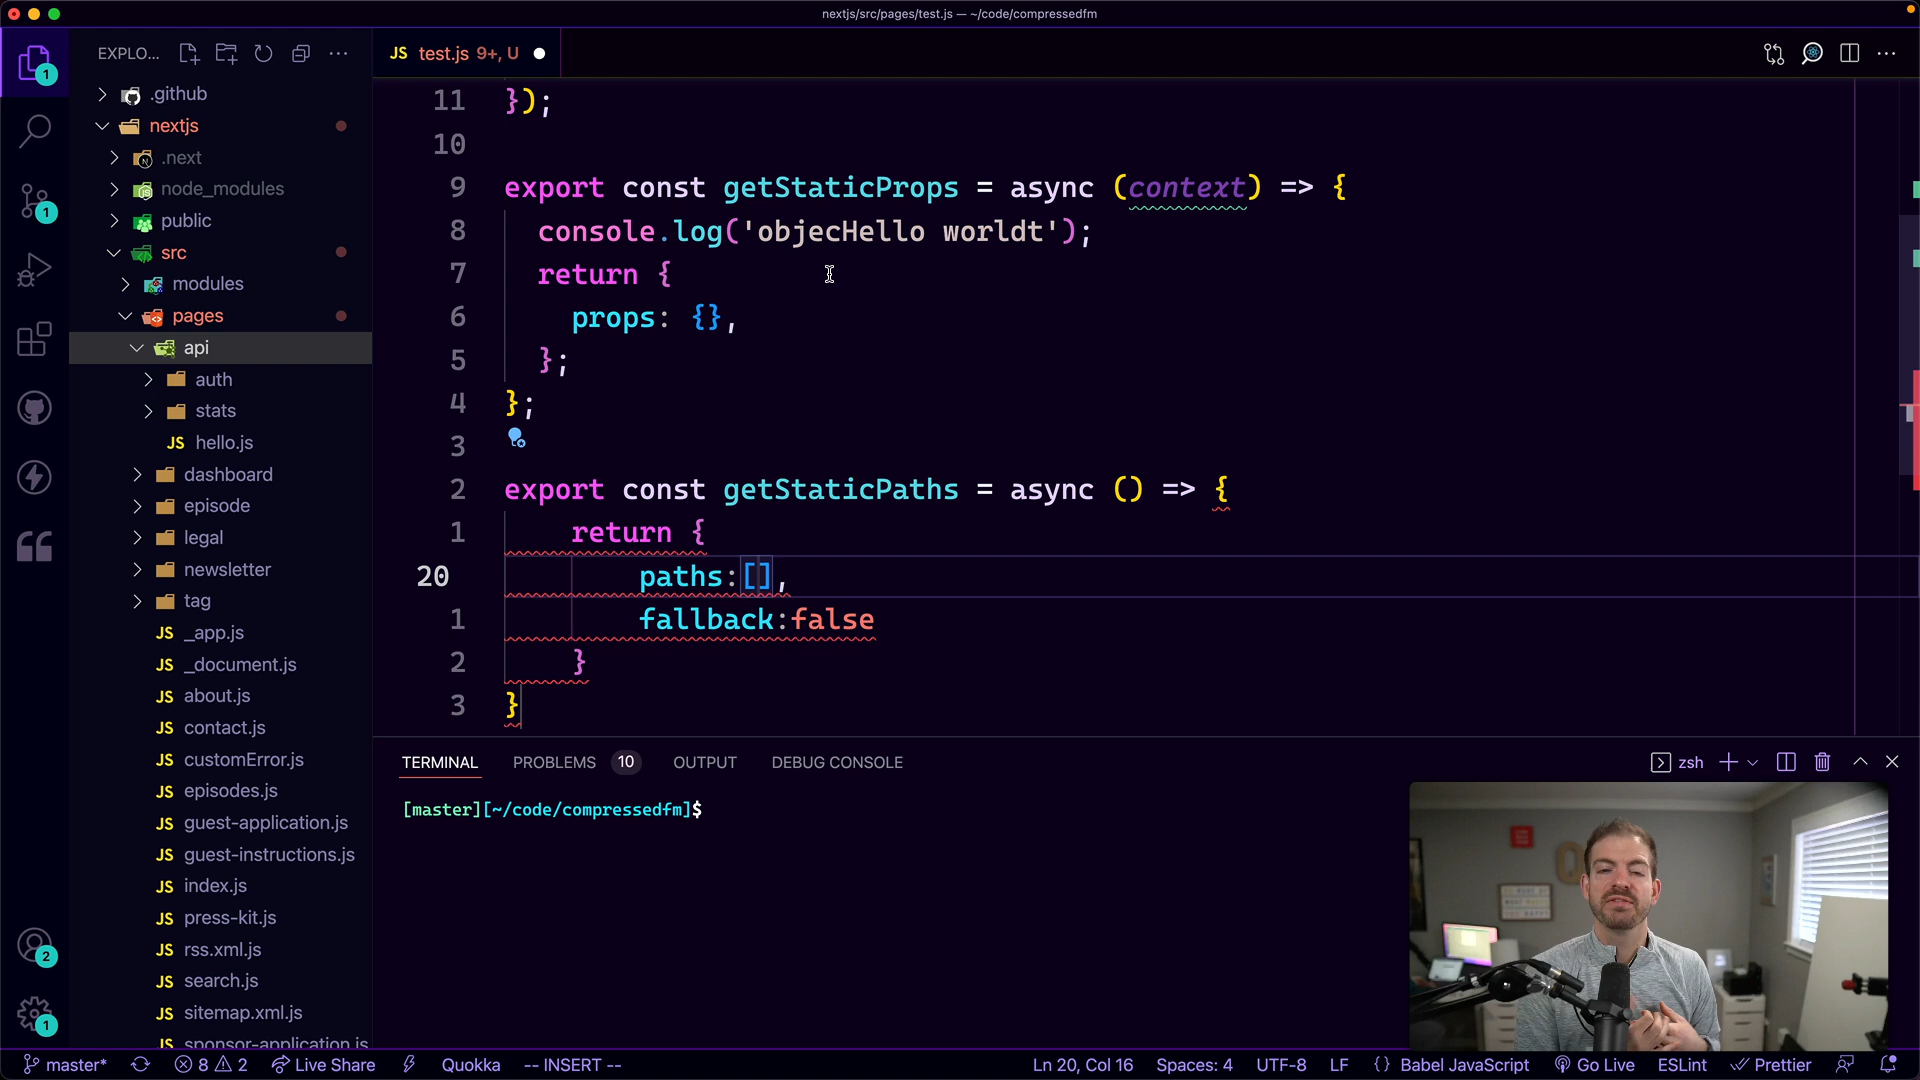 nextjs/src/pages/test.js — ~/code/compressedfm
EXPLO...
JS test.js 9+, U
1
.github
nextjs
.next
node_modules
public
src
modules
pages
api
auth
stats
JS hello.js
dashboard
episode
legal
newsletter
tag
JS _app.js
JS _document.js
JS about.js
JS contact.js
JS customError.js
JS episodes.js
JS guest-application.js
JS guest-instructions.js
JS index.js
JS press-kit.js
JS rss.xml.js
JS search.js
JS sitemap.xml.js
sponsor-application.js
1
2
1
11 });
10
9 export const getStaticProps = async (context) => {
8 console.log('objecHello worldt');
7 return {
6 props: {},
5 };
4 };
3
2 export const getStaticPaths = async () => {
1 return {
20 paths:[],
1 fallback:false
2 }
3 }
TERMINAL PROBLEMS 10 OUTPUT DEBUG CONSOLE zsh
[master][~/code/compressedfm]$
master* 8 2 Live Share Quokka -- INSERT -- Ln 20, Col 16 Spaces: 4 UTF-8 LF {} Babel JavaScript Go Live ESLint Prettier